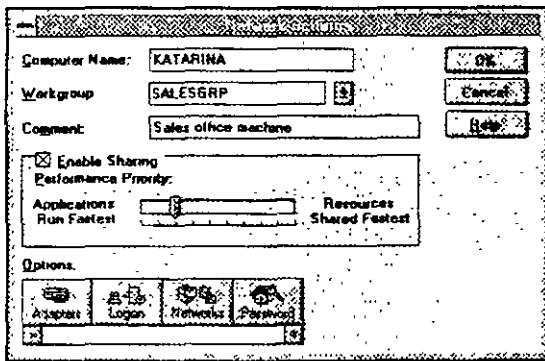 Computer Name: KATARINA
OK
Workgroup SALESGRP
Cancel
Comment: Sales office machine
Help
Enable Sharing
Performance Priority:
Applications Run Fastest
Resources Shared Fastest
Options:
Adapters Logon Networks Password